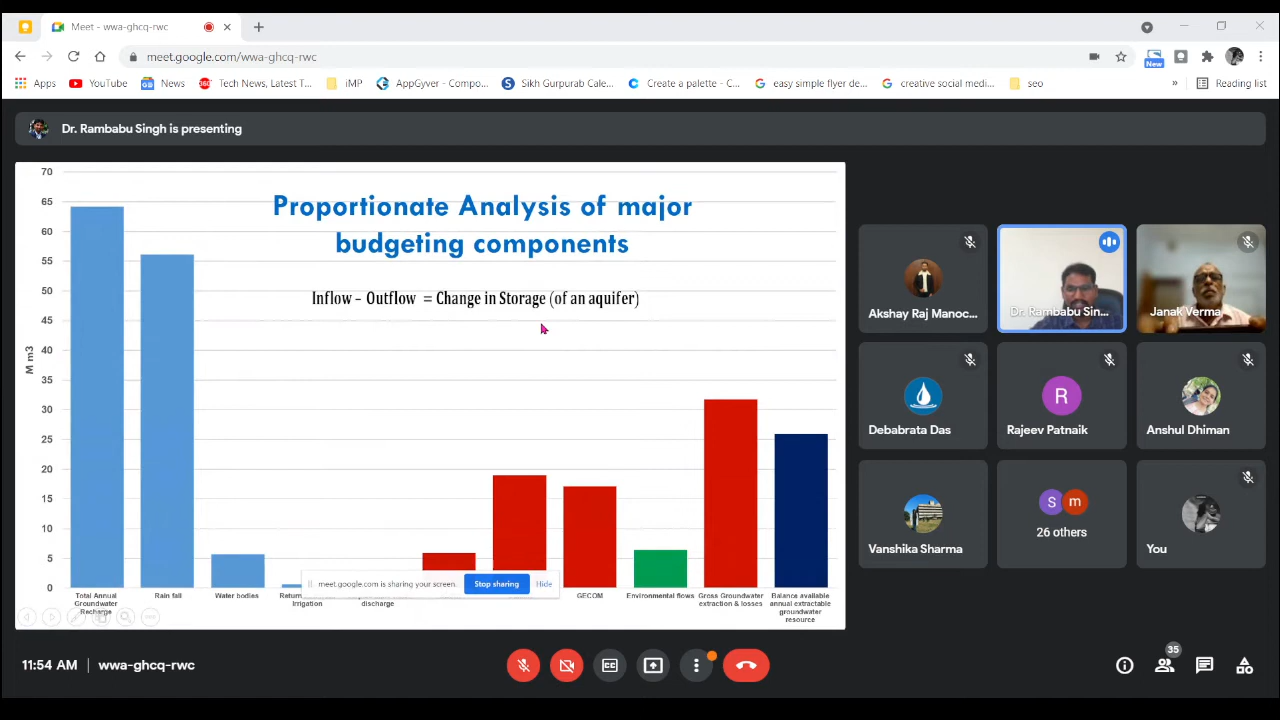 Meet - wwa-ghcq-rwc
meet.google.com/wwa-ghcq-rwc
New
Apps
YouTube
News
Tech News, Latest T...
iMP
AppGyver - Compo...
Sikh Gurpurab Cale...
Create a palette - C...
easy simple flyer de...
creative social medi...
seo
»
Reading list
Dr. Rambabu Singh is presenting
Proportionate Analysis of major
budgeting components
Inflow - Outflow = Change in Storage (of an aquifer)
M m3
70
65
60
55
50
45
40
35
30
25
20
15
10
5
0
Total Annual
Groundwater
Recharge
Rain fall
Water bodies
Irrigation
discharge
GECOM
Environmental flows
Gross Groundwater
extraction & losses
Balance available
annual extractable
groundwater
resource
meet.google.com is sharing your screen.
Stop sharing
Hide
Akshay Raj Manoc...
Dr. Rambabu Sin...
Janak Verma
Debabrata Das
R
Rajeev Patnaik
Anshul Dhiman
Vanshika Sharma
S
m
26 others
You
11:54 AM | wwa-ghcq-rwc
35